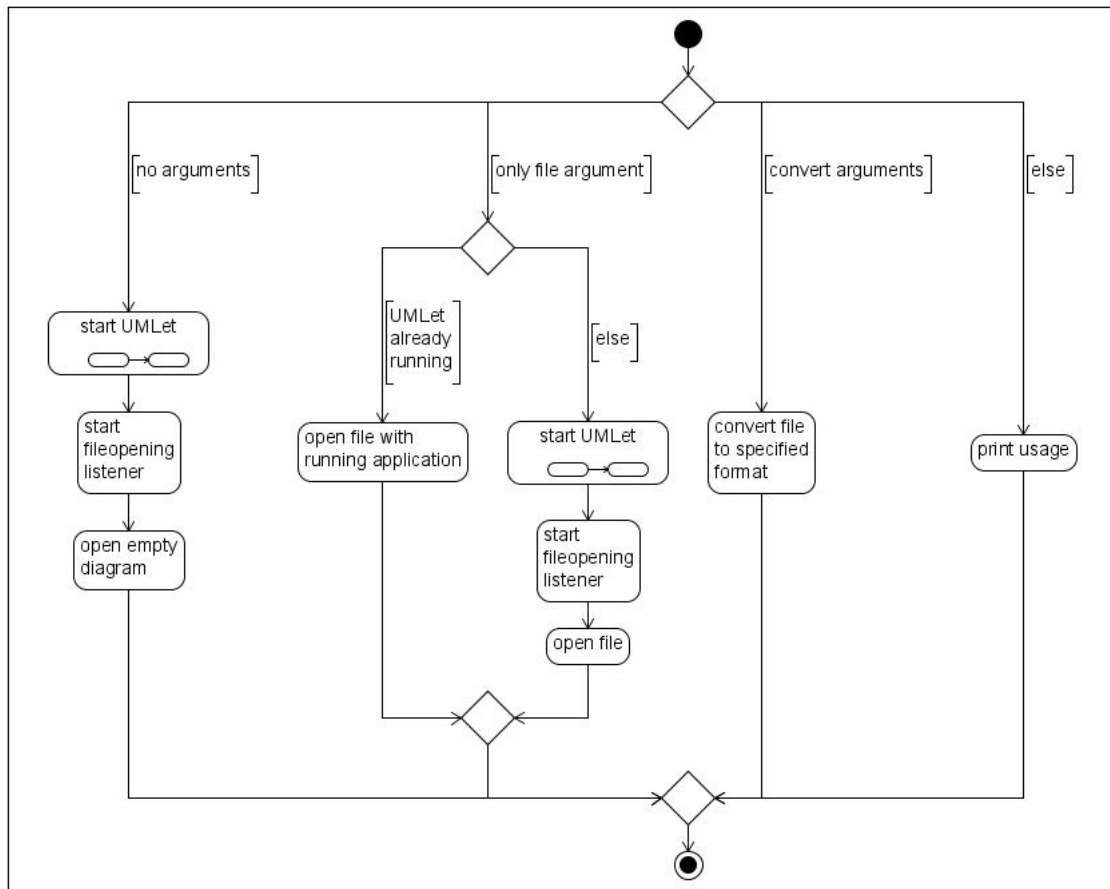 [no arguments]
[only file argument]
[convert arguments]
[else]
[UMLet
already
running]
[else]
start UMLet
start
fileopening
listener
open empty
diagram
open file with
running application
start UMLet
start
fileopening
listener
open file
convert file
to specified
format
print usage